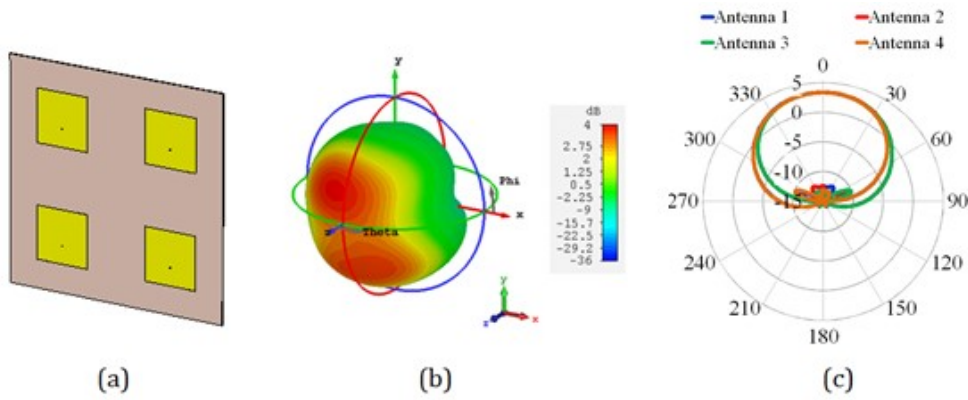 Antenna 1
Antenna 2
Antenna 3
Antenna 4
y
dB
4
2.75
2
1.25
0.5
-2.25
-9
-15.7
-22.5
-29.2
-36
Phi
x
z
Theta
y
z
x
0
30
60
90
120
150
180
210
240
270
300
330
5
0
-5
-10
-15
(a)
(b)
(c)